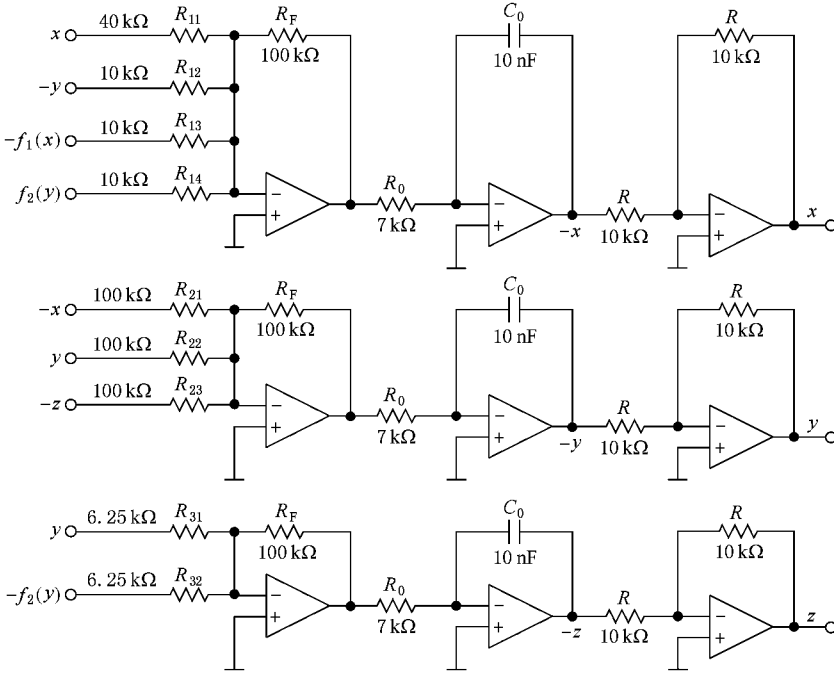 x 40 kΩ R₁₁ R_F 100 kΩ C₀ 10 nF R 10 kΩ
-y 10 kΩ R₁₂
-f₁(x) 10 kΩ R₁₃
f₂(y) 10 kΩ R₁₄ - + R₀ 7 kΩ - + -x R 10 kΩ - + x
-x 100 kΩ R₂₁ R_F 100 kΩ C₀ 10 nF R 10 kΩ
y 100 kΩ R₂₂
-z 100 kΩ R₂₃ - + R₀ 7 kΩ - + -y R 10 kΩ - + y
y 6.25 kΩ R₃₁ R_F 100 kΩ C₀ 10 nF R 10 kΩ
-f₂(y) 6.25 kΩ R₃₂ - + R₀ 7 kΩ - + -z R 10 kΩ - + z